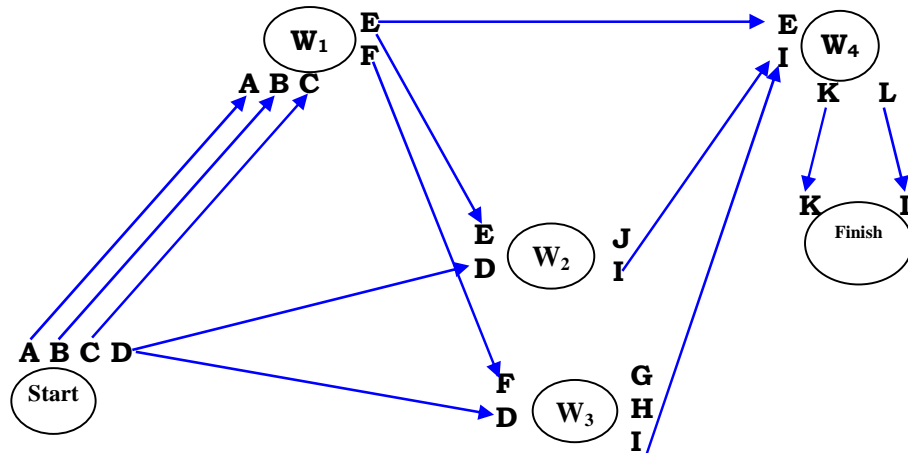 W₁
E
F
A B C
E
I
W₄
K L
K L
Finish
E
D
W₂
J
I
A B C D
Start
F
D
W₃
G
H
I